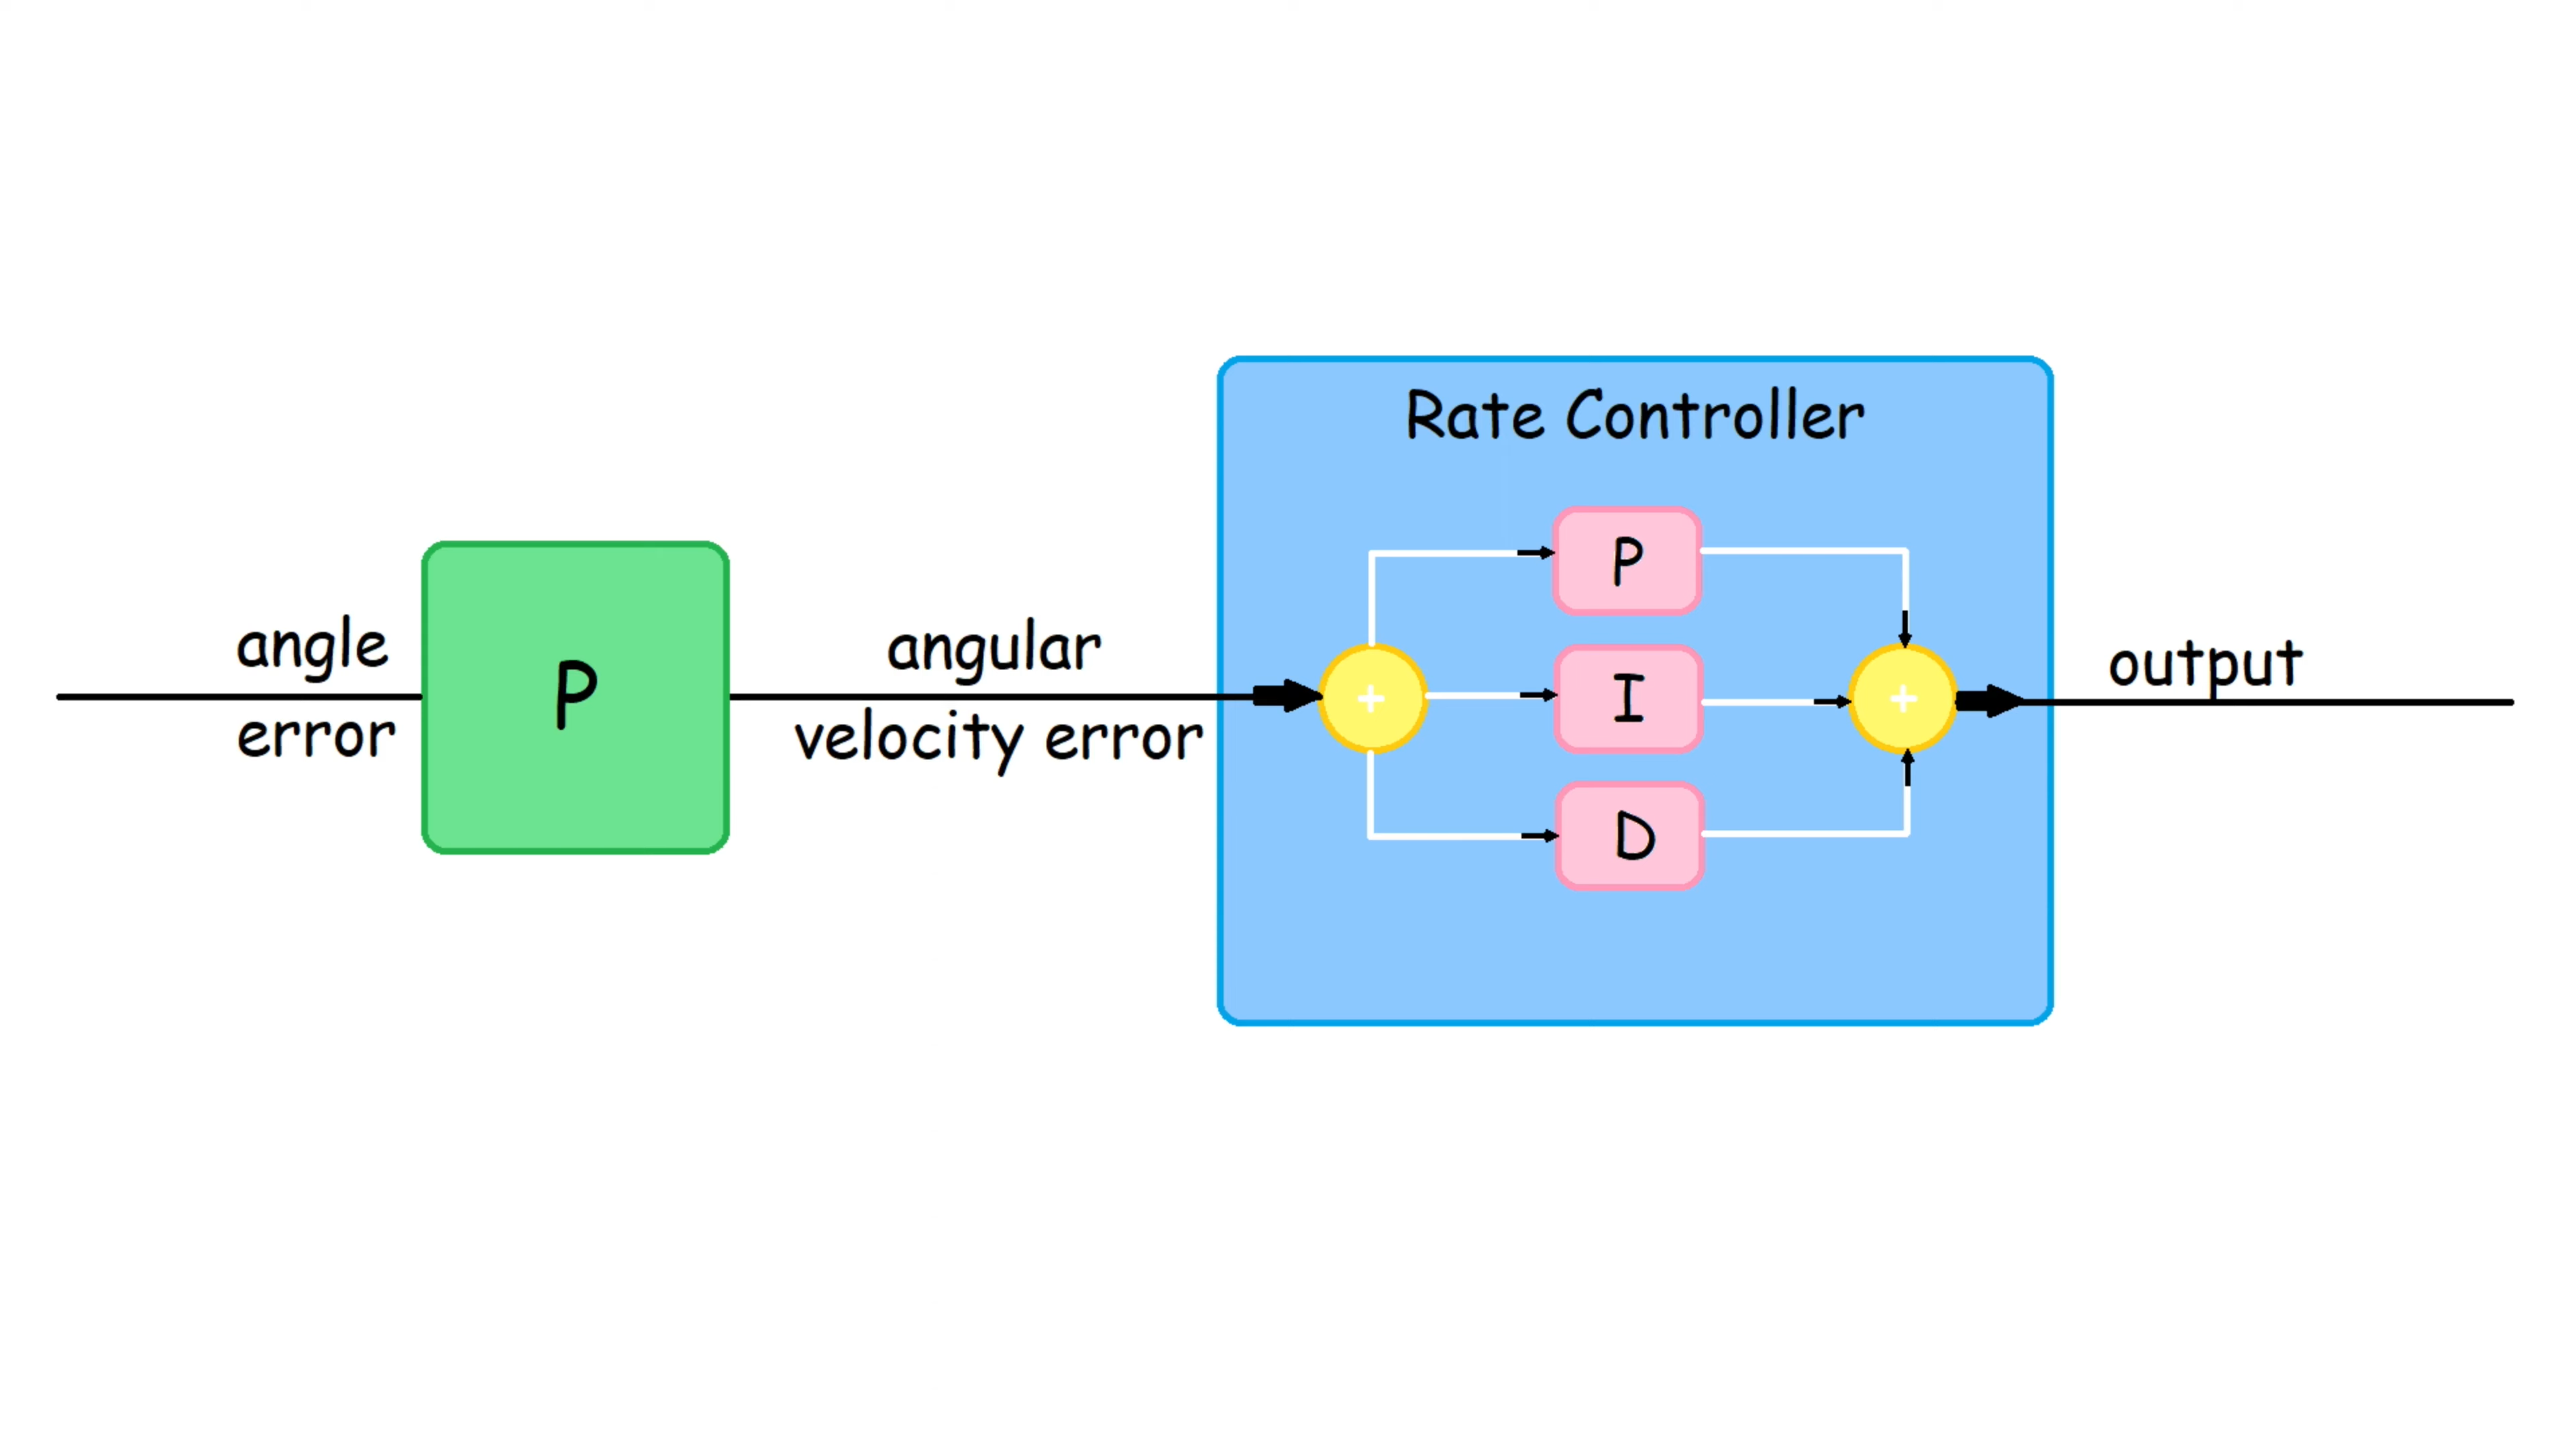 Rate Controller
angle
error
P
angular
velocity error
+
P
I
D
+
output